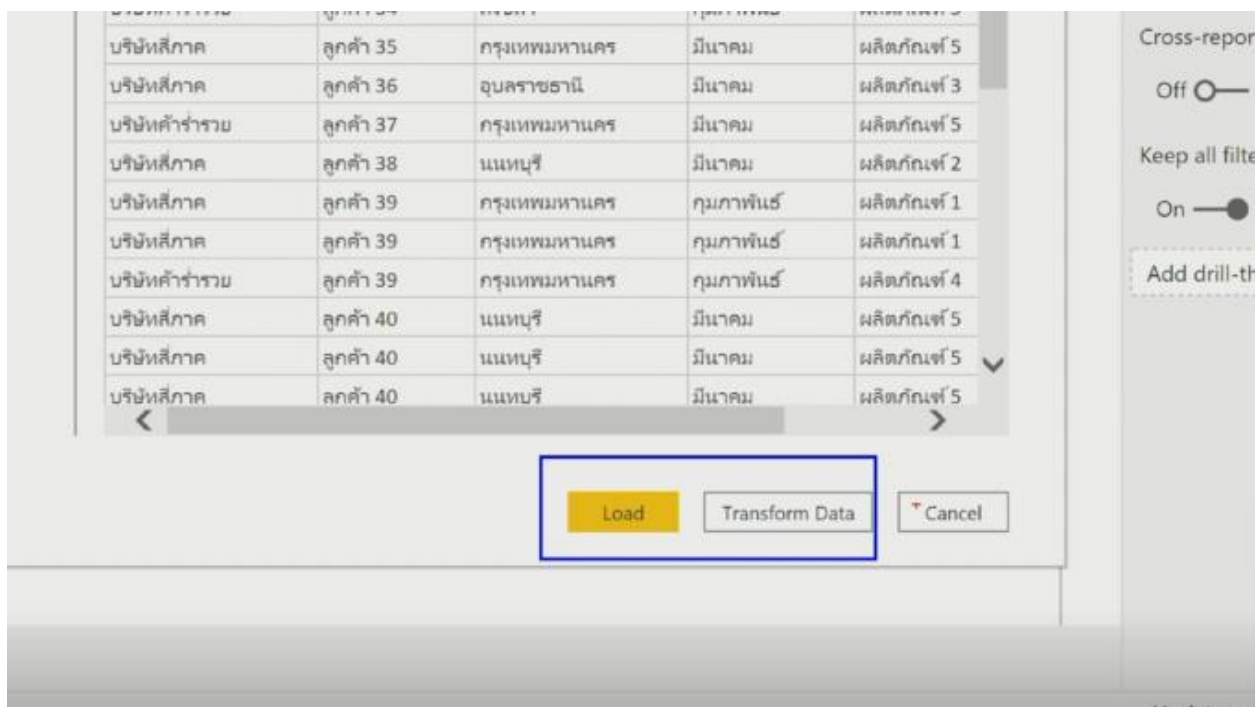 บริษัทสี่ภาค ลูกค้า 35 กรุงเทพมหานคร มีนาคม ผลิตภัณฑ์ 5
บริษัทสี่ภาค ลูกค้า 36 อุบลราชธานี มีนาคม ผลิตภัณฑ์ 3
บริษัทค้าร่ำรวย ลูกค้า 37 กรุงเทพมหานคร มีนาคม ผลิตภัณฑ์ 5
บริษัทสี่ภาค ลูกค้า 38 นนทบุรี มีนาคม ผลิตภัณฑ์ 2
บริษัทสี่ภาค ลูกค้า 39 กรุงเทพมหานคร กุมภาพันธ์ ผลิตภัณฑ์ 1
บริษัทสี่ภาค ลูกค้า 39 กรุงเทพมหานคร กุมภาพันธ์ ผลิตภัณฑ์ 1
บริษัทค้าร่ำรวย ลูกค้า 39 กรุงเทพมหานคร กุมภาพันธ์ ผลิตภัณฑ์ 4
บริษัทสี่ภาค ลูกค้า 40 นนทบุรี มีนาคม ผลิตภัณฑ์ 5
บริษัทสี่ภาค ลูกค้า 40 นนทบุรี มีนาคม ผลิตภัณฑ์ 5
บริษัทสี่ภาค ลูกค้า 40 นนทบุรี มีนาคม ผลิตภัณฑ์ 5
Load Transform Data Cancel
Cross-repor
Off
Keep all filte
On
Add drill-th